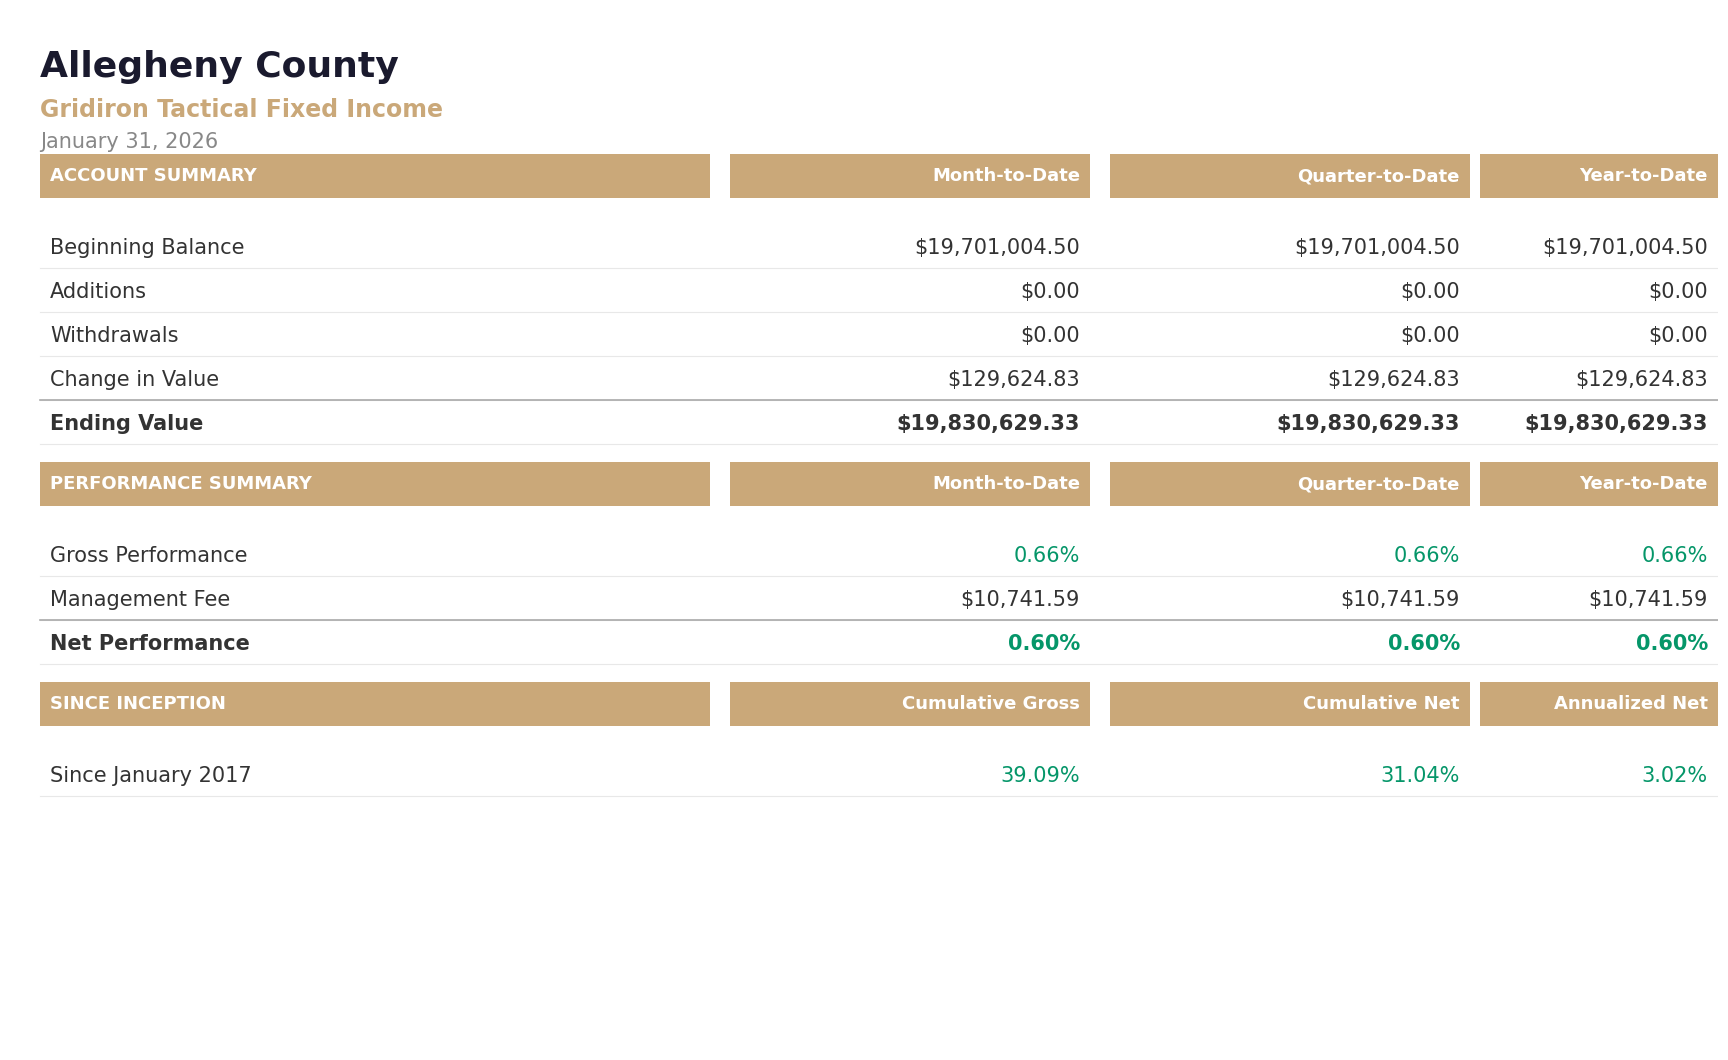 Allegheny County
Gridiron Tactical Fixed Income
January 31, 2026
ACCOUNT SUMMARY Month-to-Date Quarter-to-Date Year-to-Date
Beginning Balance $19,701,004.50 $19,701,004.50 $19,701,004.50
Additions $0.00 $0.00 $0.00
Withdrawals $0.00 $0.00 $0.00
Change in Value $129,624.83 $129,624.83 $129,624.83
Ending Value $19,830,629.33 $19,830,629.33 $19,830,629.33
PERFORMANCE SUMMARY Month-to-Date Quarter-to-Date Year-to-Date
Gross Performance 0.66% 0.66% 0.66%
Management Fee $10,741.59 $10,741.59 $10,741.59
Net Performance 0.60% 0.60% 0.60%
SINCE INCEPTION Cumulative Gross Cumulative Net Annualized Net
Since January 2017 39.09% 31.04% 3.02%